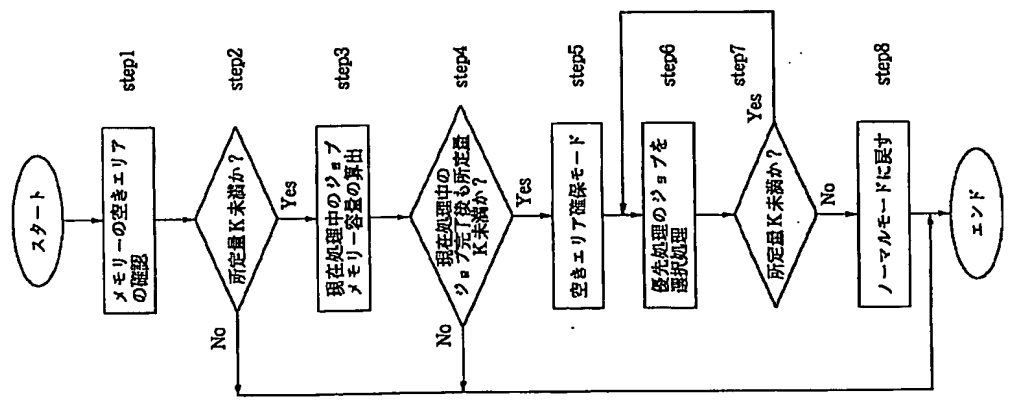 スタート
メモリーの空きエリア
の確認
step1
所定量K未満か?
step2
No
Yes
現在処理中のジョブ
メモリー容量の算出
step3
現在処理中の
ジョブ完了後も所定量
K未満か?
step4
No
Yes
空きエリア確保モード
step5
優先処理のジョブを
選択処理
step6
所定量K未満か?
step7
Yes
No
ノーマルモードに戻す
step8
エンド